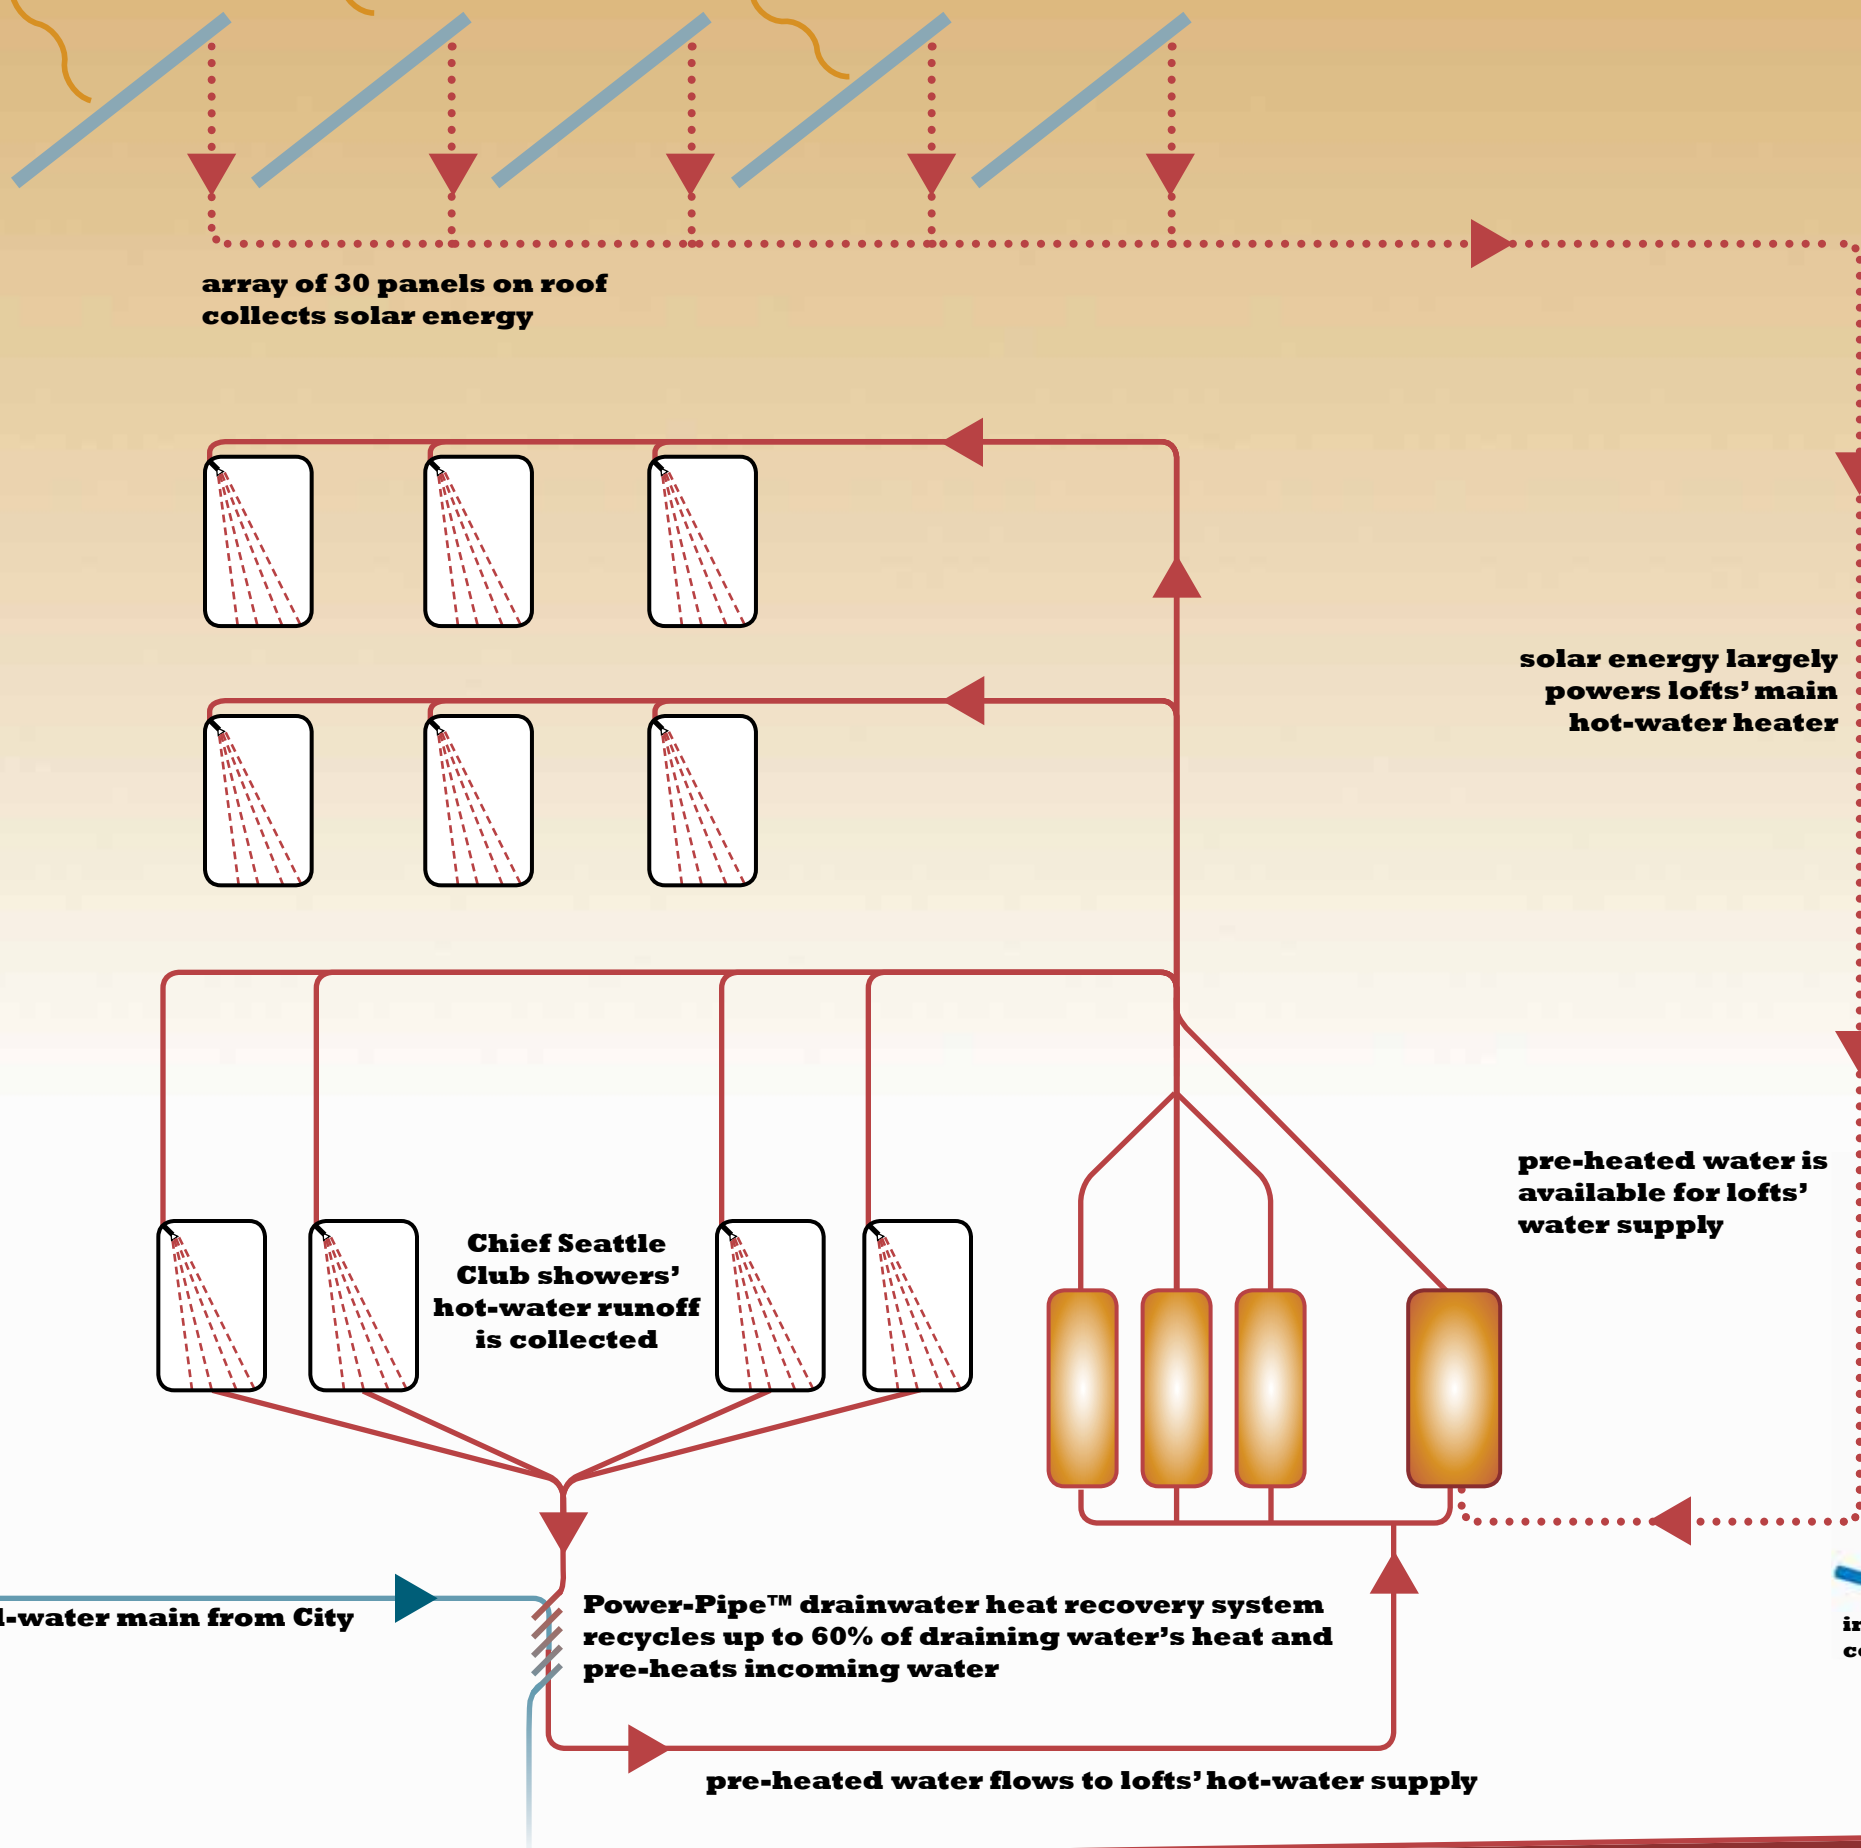 array of 30 panels on roof
collects solar energy
solar energy largely
powers lofts’ main
hot-water heater
pre-heated water is
available for lofts’
water supply
Chief Seattle
Club showers’
hot-water runoff
is collected
-water main from City
Power-Pipe™ drainwater heat recovery system
recycles up to 60% of draining water’s heat and
pre-heats incoming water
pre-heated water flows to lofts’ hot-water supply